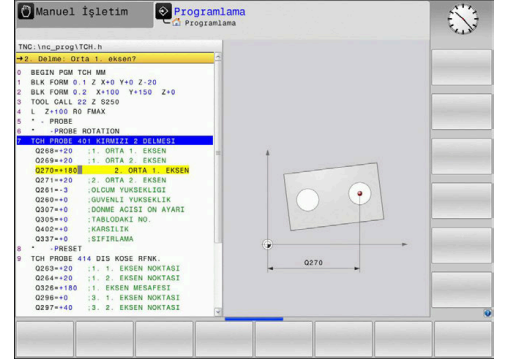 Manuel İşletim
Programlama
Programlama
TNC:\nc_prog\TCH.h
→2. Delme: Orta 1. eksen?
0 BEGIN PGM TCH MM
1 BLK FORM 0.1 Z X+0 Y+0 Z-20
2 BLK FORM 0.2 X+100 Y+150 Z+0
3 TOOL CALL 22 Z S250
4 L Z+100 R0 FMAX
5 * - PROBE
6 * -PROBE ROTATION
7 TCH PROBE 401 KIRMIZI 2 DELMESI
Q268=+20 ;1. ORTA 1. EKSEN
Q269=+20 ;1. ORTA 2. EKSEN
Q270=+180 2. ORTA 1. EKSEN
Q271=+20 ;2. ORTA 2. EKSEN
Q261=-3 ;OLCUM YUKSEKLIGI
Q260=+0 ;GUVENLI YUKSEKLIK
Q307=+0 ;DONME ACISI ON AYARI
Q305=+0 ;TABLODAKI NO.
Q402=+0 ;KARSILIK
Q337=+0 ;SIFIRLAMA
8 * -PRESET
9 TCH PROBE 414 DIS KOSE RFNK.
Q263=+20 ;1. 1. EKSEN NOKTASI
Q264=+20 ;1. 2. EKSEN NOKTASI
Q326=+180 ;1. EKSEN MESAFESI
Q296=+0 ;3. 1. EKSEN NOKTASI
Q297=+40 ;3. 2. EKSEN NOKTASI
Q270